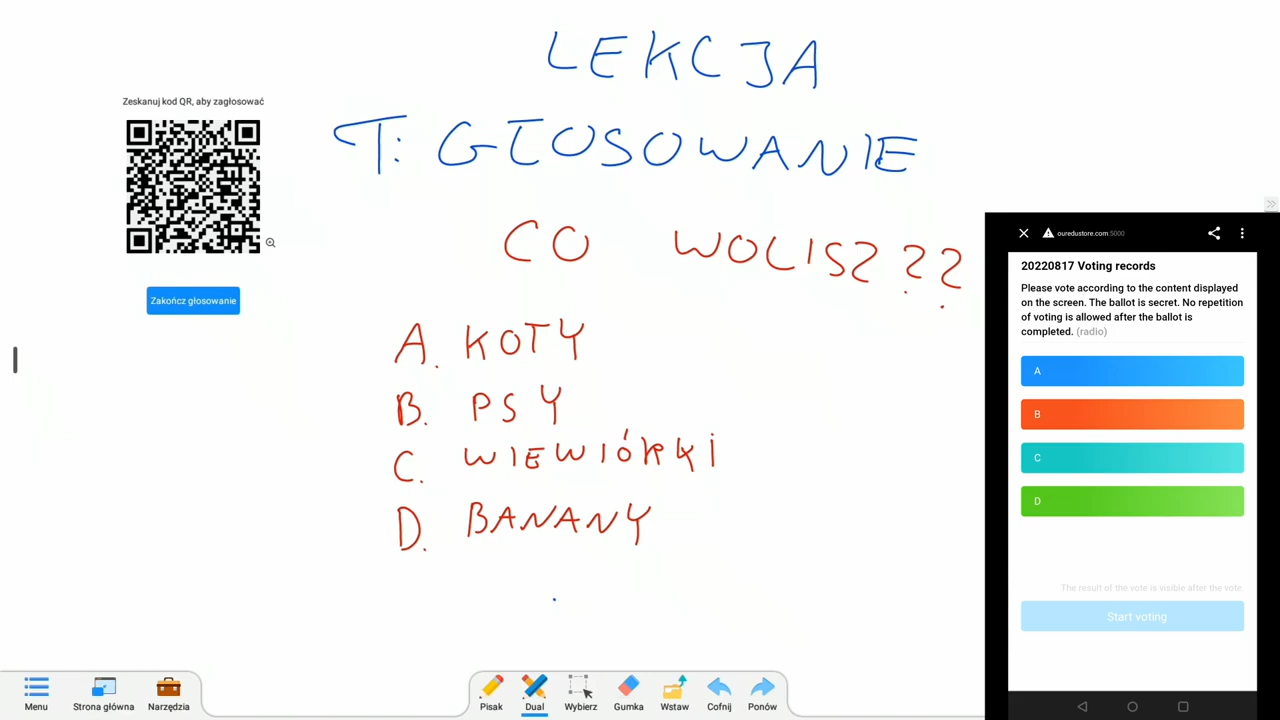 LEKCJA
Zeskanuj kod QR, aby zagłosować
T: GŁOSOWANIE
CO WOLISZ??
Zakończ głosowanie
A. KOTY
B. PSY
C. WIEWIÓRKI
D. BANANY
ouredustore.com:5000
20220817 Voting records
Please vote according to the content displayed
on the screen. The ballot is secret. No repetition
of voting is allowed after the ballot is
completed. (radio)
A
B
C
D
The result of the vote is visible after the vote.
Start voting
Menu
Strona główna
Narzędzia
Pisak
Dual
Wybierz
Gumka
Wstaw
Cofnij
Ponów